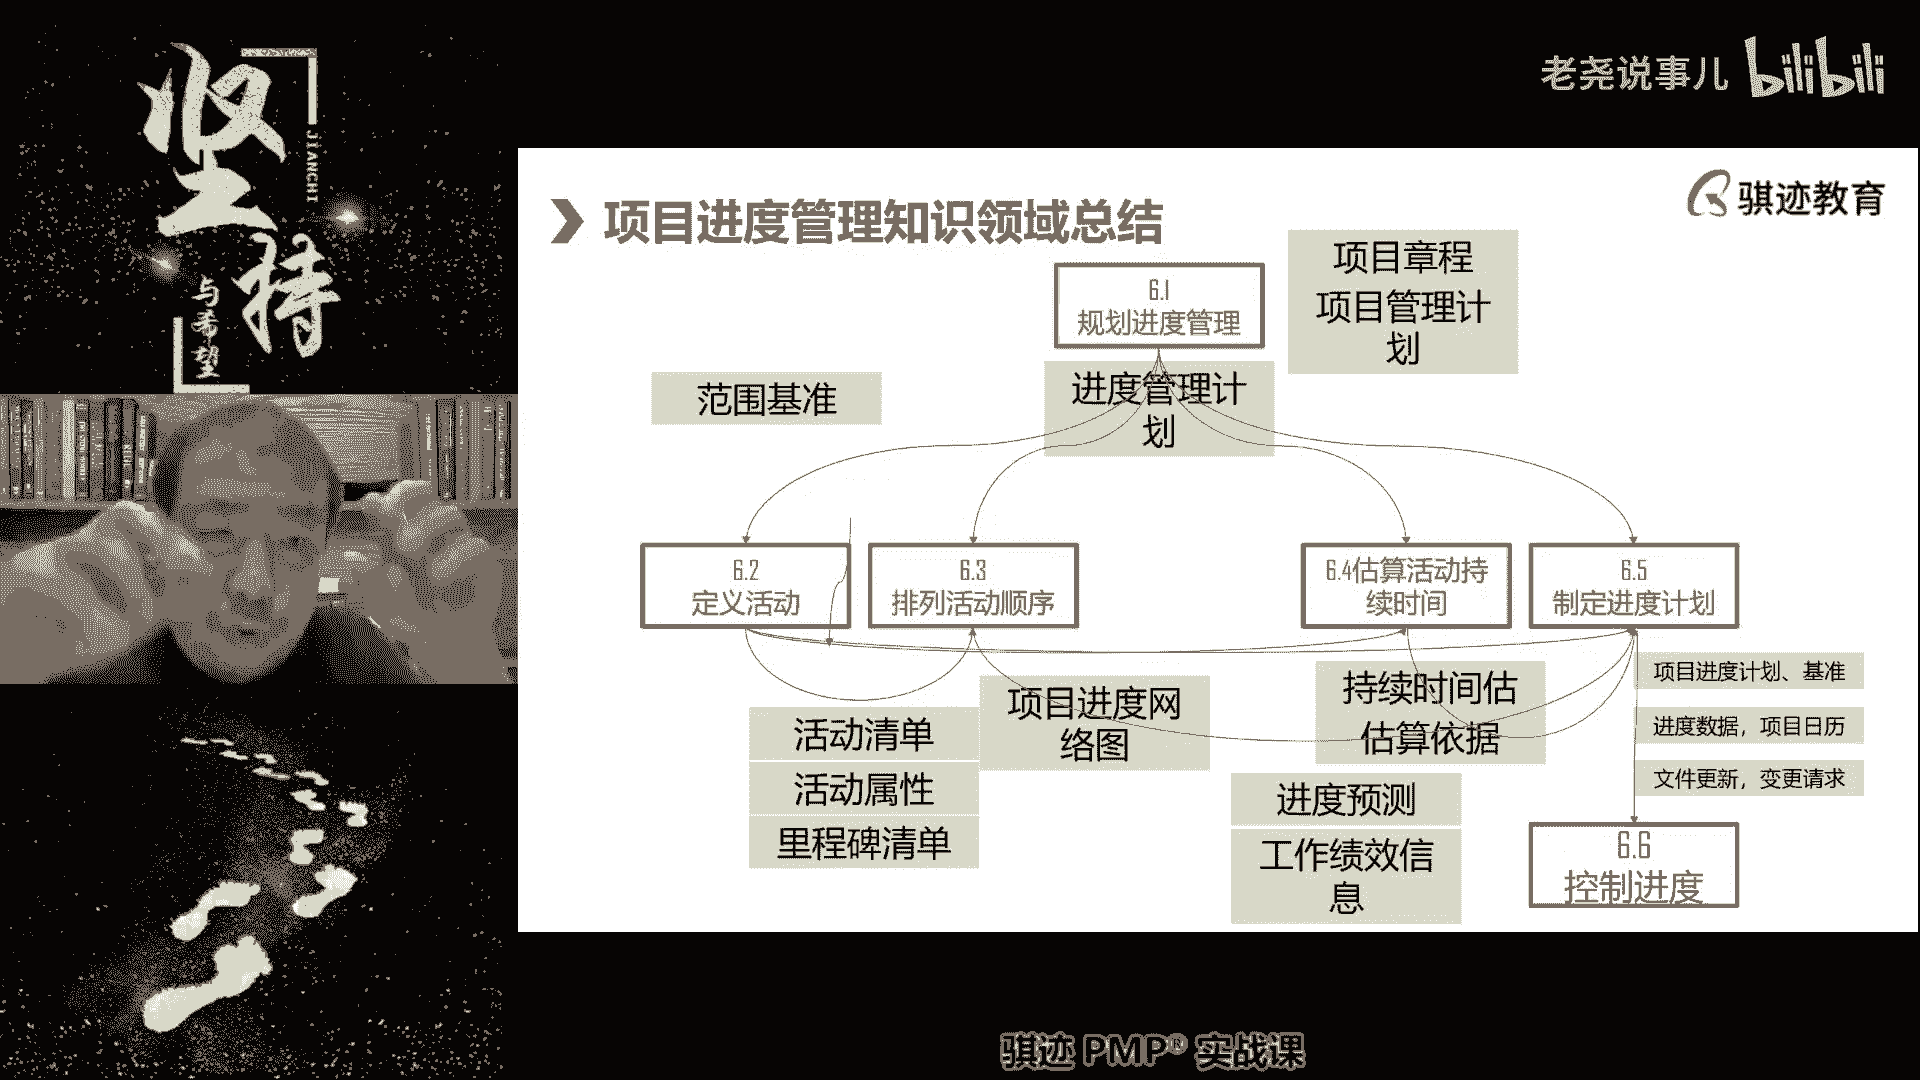 坚持
JIANCHI
与希望
老尧说事儿 bilibili
骐迹教育
项目进度管理知识领域总结
项目章程
项目管理计
划
6.1
规划进度管理
进度管理计
划
范围基准
6.2
定义活动
6.3
排列活动顺序
6.4估算活动持
续时间
6.5
制定进度计划
活动清单
活动属性
里程碑清单
项目进度网
络图
持续时间估
估算依据
项目进度计划、基准
进度数据，项目日历
文件更新，变更请求
进度预测
工作绩效信
息
6.6
控制进度
骐迹 PMP® 实战课